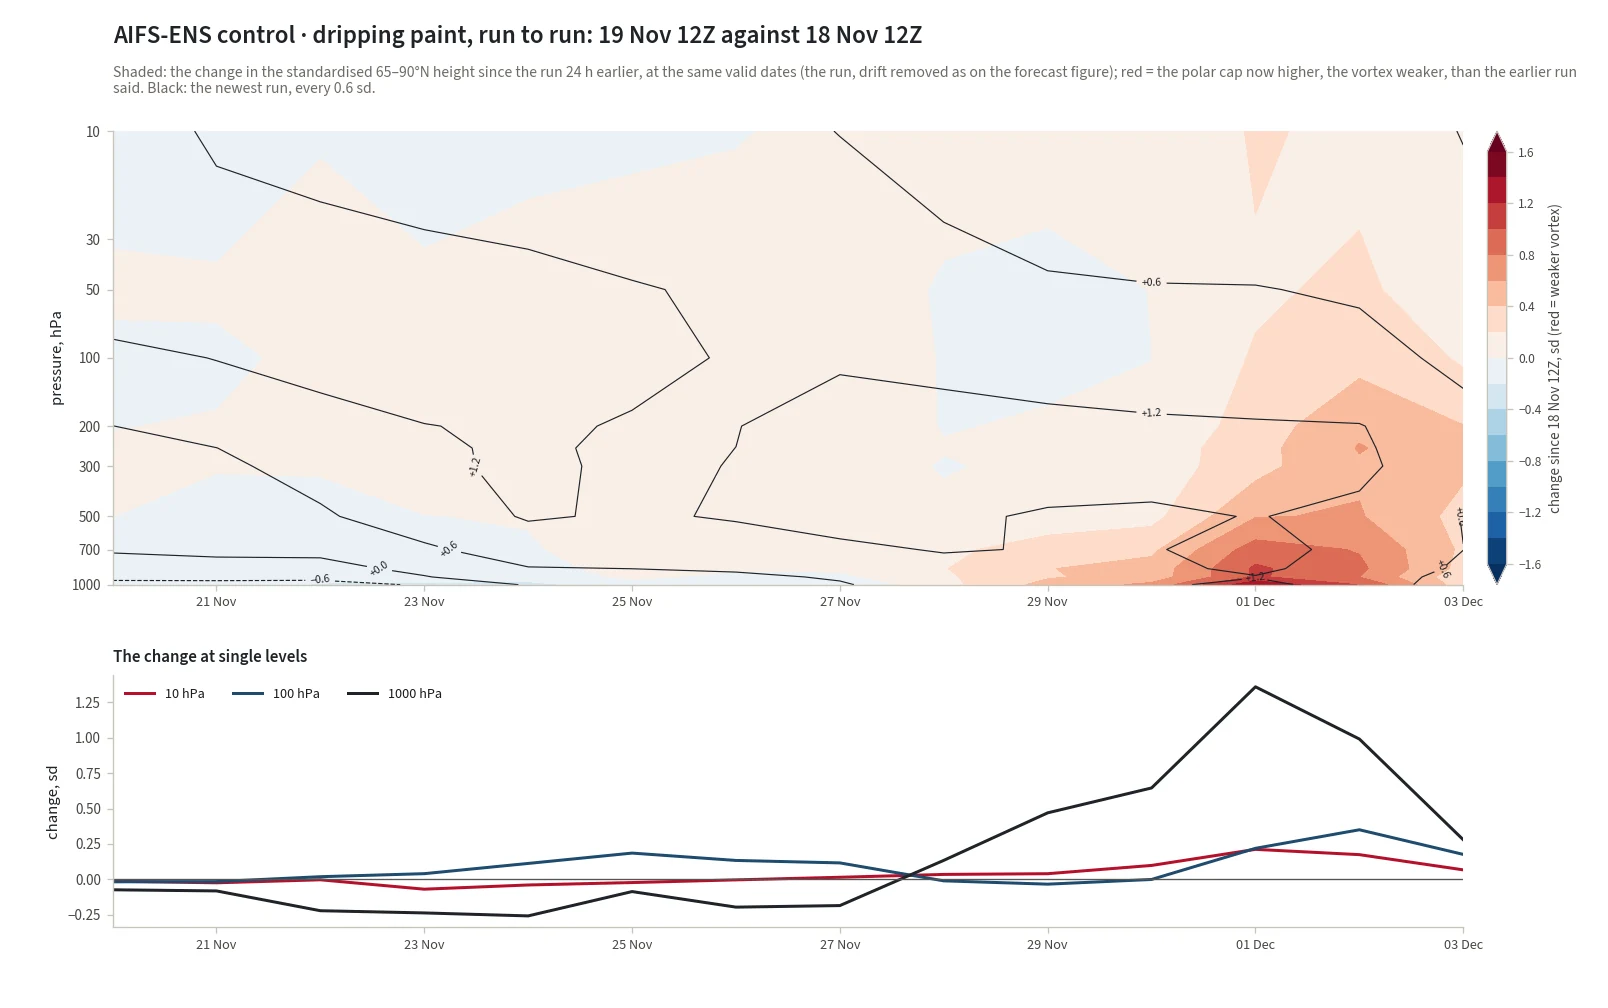 AIFS-ENS control · dripping paint, run to run: 19 Nov 12Z against 18 Nov 12Z
Shaded: the change in the standardised 65–90°N height since the run 24 h earlier, at the same valid dates (the run, drift removed as on the forecast figure); red = the polar cap now higher, the vortex weaker, than the earlier run
said. Black: the newest run, every 0.6 sd.
pressure, hPa
10
30
50
100
200
300
500
700
1000
+0.6
+1.2
+1.2
+0.6
+0.0
−0.6
+1.2
+0.6
+0.6
21 Nov
23 Nov
25 Nov
27 Nov
29 Nov
01 Dec
03 Dec
1.6
1.2
0.8
0.4
0.0
−0.4
−0.8
−1.2
−1.6
change since 18 Nov 12Z, sd (red = weaker vortex)
The change at single levels
10 hPa
100 hPa
1000 hPa
change, sd
1.25
1.00
0.75
0.50
0.25
0.00
−0.25
21 Nov
23 Nov
25 Nov
27 Nov
29 Nov
01 Dec
03 Dec